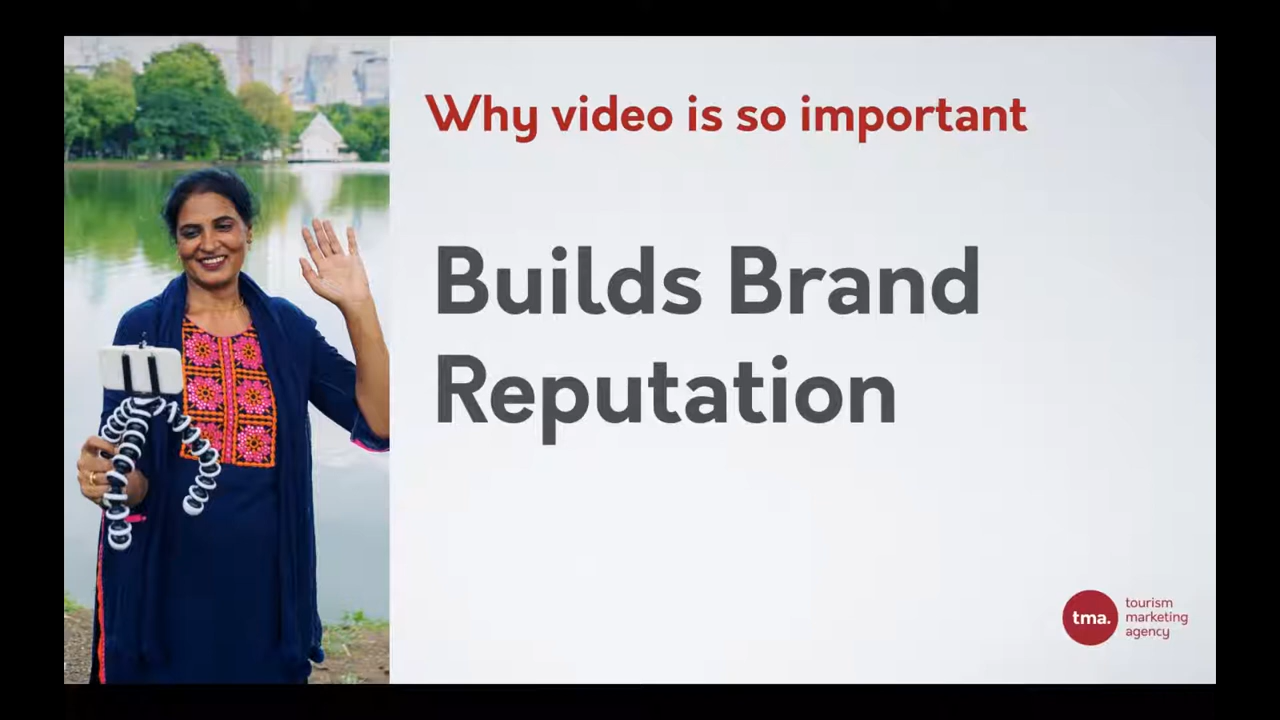 Why video is so important
Builds Brand
Reputation
tma.
tourism
marketing
agency